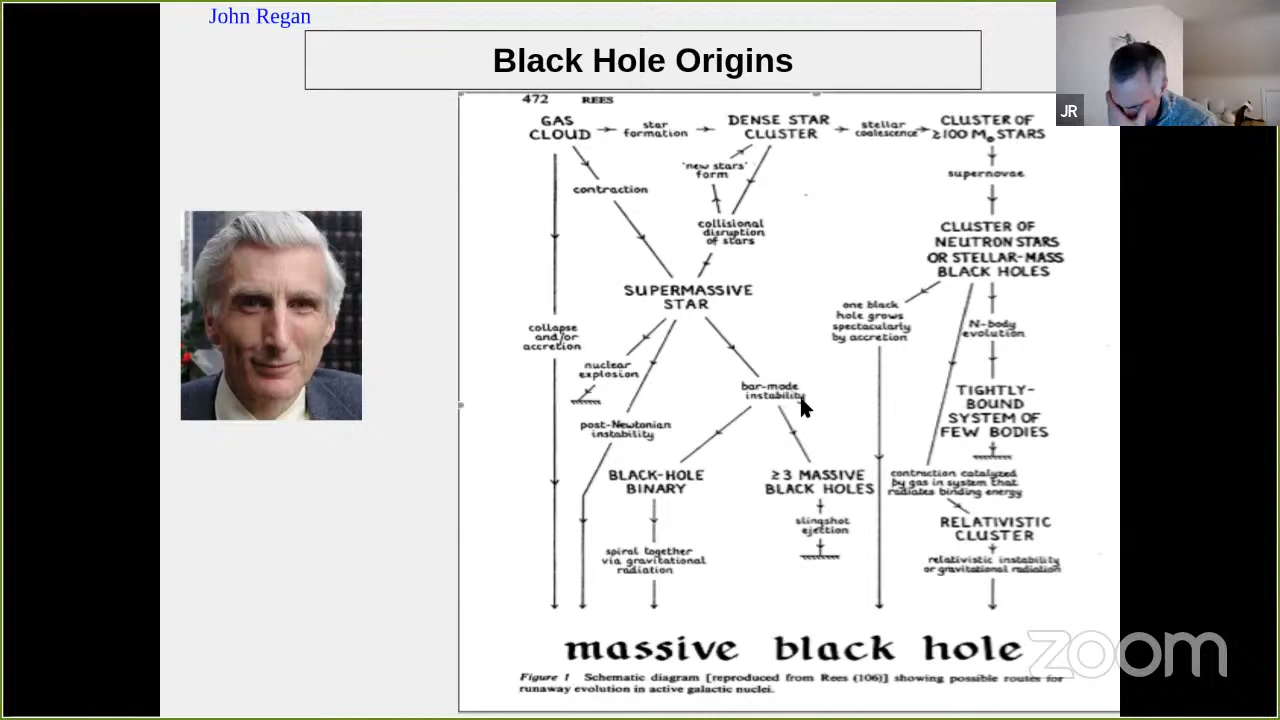 John Regan
Black Hole Origins
JR
472 REES
GAS
CLOUD
star
formation
DENSE STAR
CLUSTER
stellar
coalescence
CLUSTER OF
≥100 M⊙ STARS
contraction
'new stars'
form
supernovae
collisional
disruption
of stars
CLUSTER OF
NEUTRON STARS
OR STELLAR-MASS
BLACK HOLES
SUPERMASSIVE
STAR
one black
hole grows
spectacularly
by accretion
N-body
evolution
collapse
and/or
accretion
nuclear
explosion
bar-mode
instability
TIGHTLY-
BOUND
SYSTEM OF
FEW BODIES
post-Newtonian
instability
BLACK-HOLE
BINARY
≥3 MASSIVE
BLACK HOLES
contraction catalyzed
by gas in system that
radiates binding energy
slingshot
ejection
RELATIVISTIC
CLUSTER
spiral together
via gravitational
radiation
relativistic instability
or gravitational radiation
massive black hole
zoom
Figure 1 Schematic diagram [reproduced from Rees (106)] showing possible routes for
runaway evolution in active galactic nuclei.